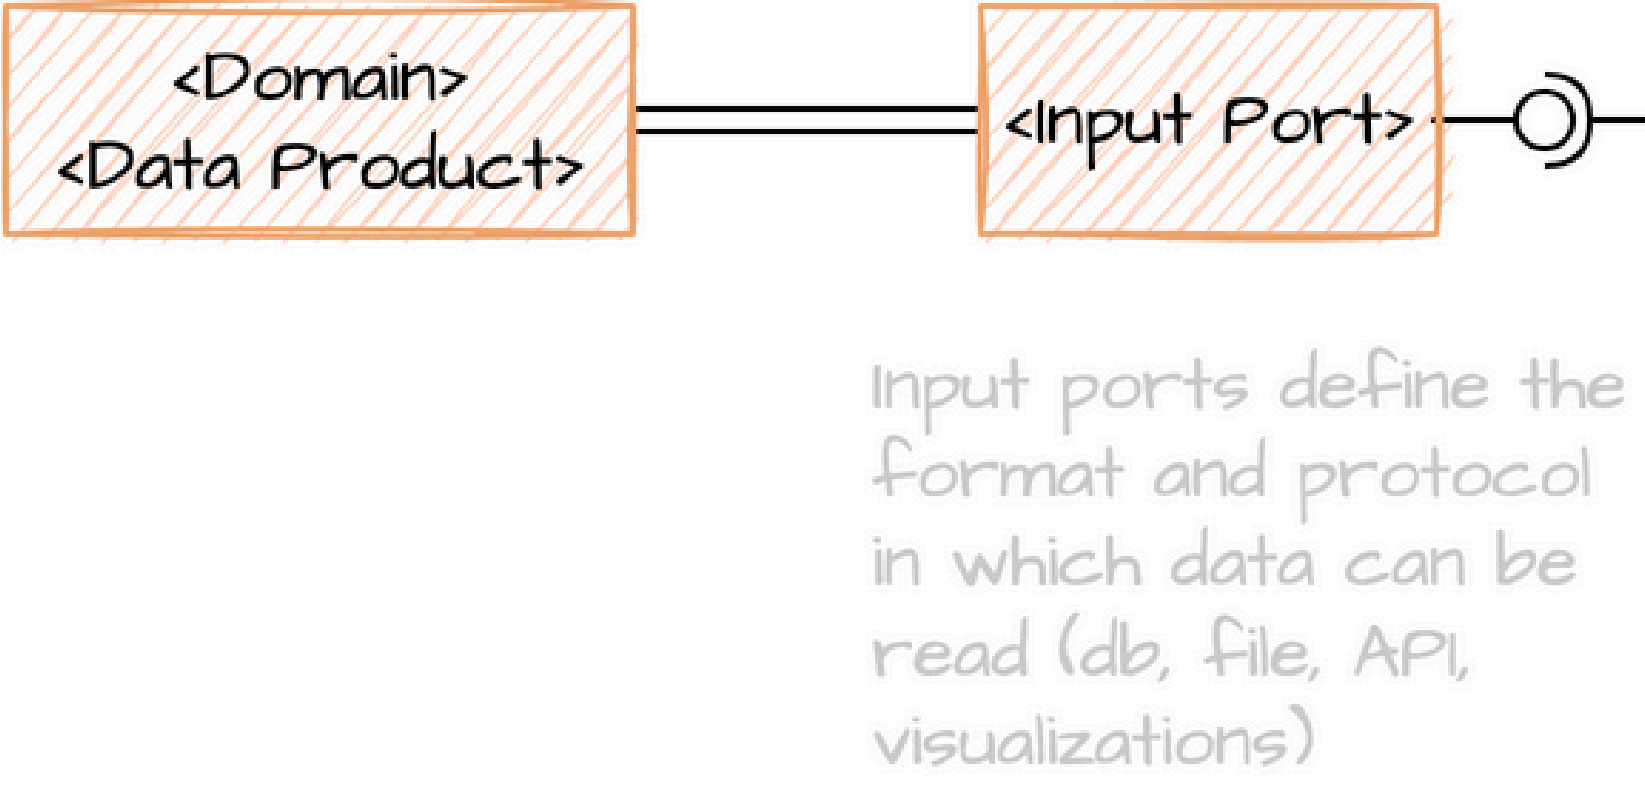 <Domain>
<Data Product>
<Input Port>
Input ports define the
format and protocol
in which data can be
read (db, file, API,
visualizations)